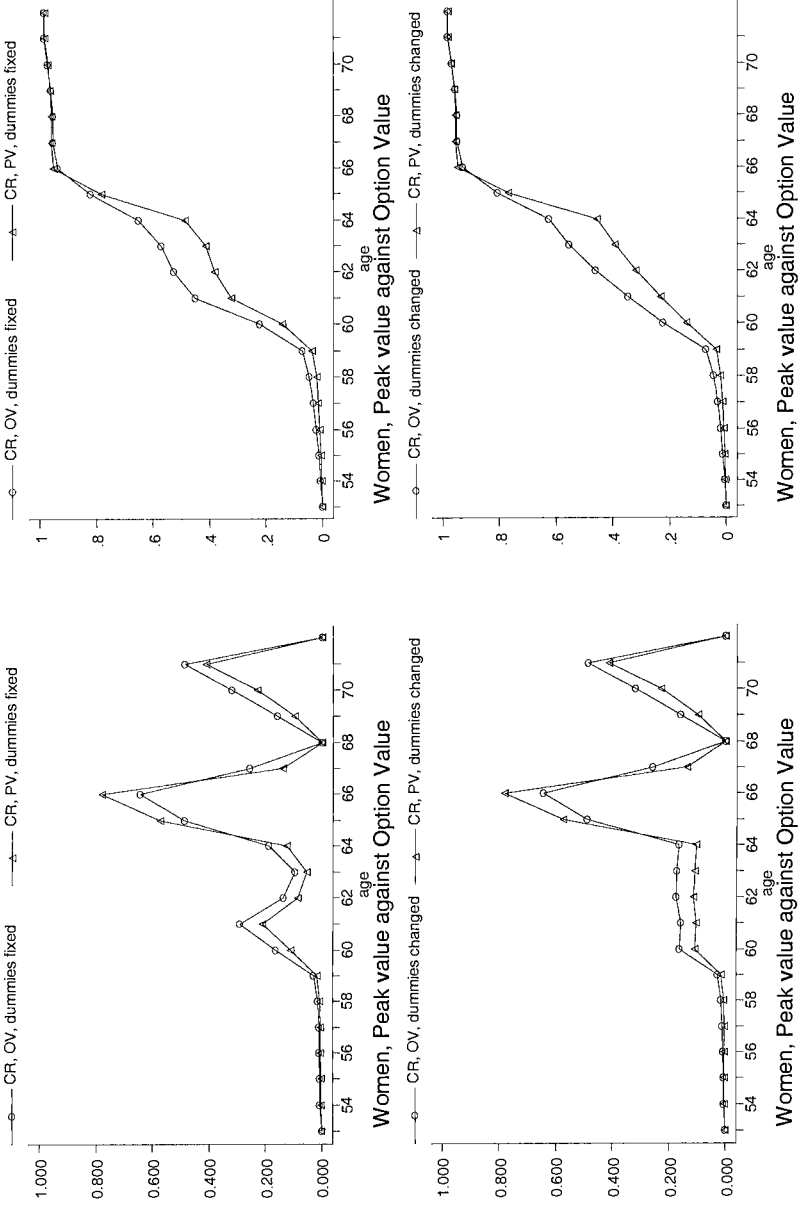 CR, OV, dummies fixed
CR, PV, dummies fixed
1.000
0.800
0.600
0.400
0.200
0.000
54 56 58 60 62 64 66 68 70
age
Women, Peak value against Option Value
CR, OV, dummies fixed
CR, PV, dummies fixed
1
.8
.6
.4
.2
0
54 56 58 60 62 64 66 68 70
age
Women, Peak value against Option Value
CR, OV, dummies changed
CR, PV, dummies changed
1.000
0.800
0.600
0.400
0.200
0.000
54 56 58 60 62 64 66 68 70
age
Women, Peak value against Option Value
CR, OV, dummies changed
CR, PV, dummies changed
1
.8
.6
.4
.2
0
54 56 58 60 62 64 66 68 70
age
Women, Peak value against Option Value